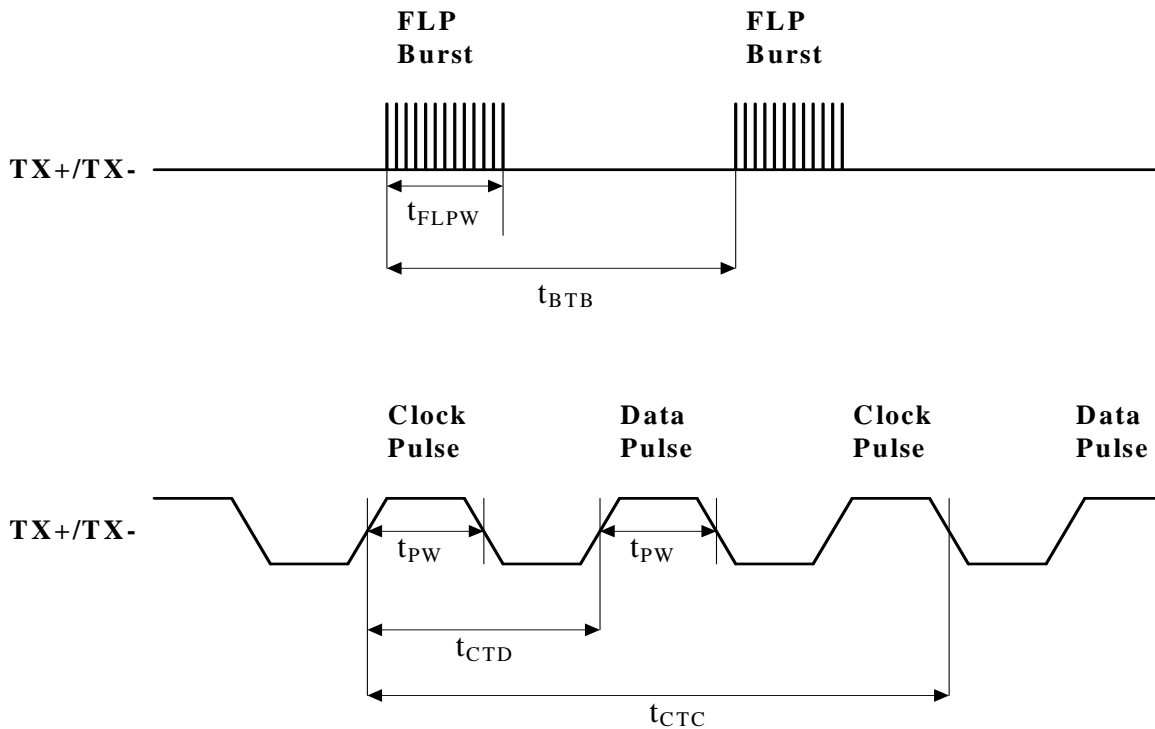 FLP Burst
FLP Burst
TX+/TX-
tFLPW
tBTB
Clock Pulse
Data Pulse
Clock Pulse
Data Pulse
TX+/TX-
tPW
tPW
tCTD
tCTC